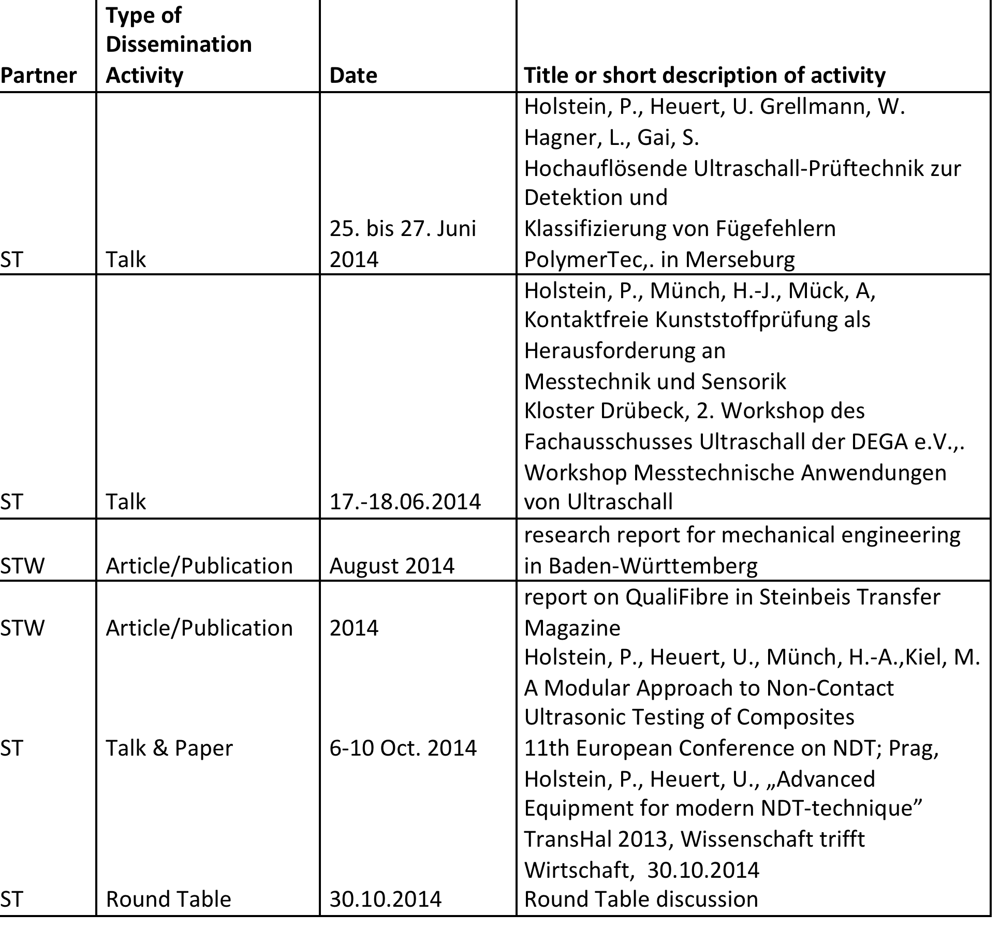 Partner
Type of
Dissemination
Activity
Date
Title or short description of activity
ST
Talk
25. bis 27. Juni
2014
Holstein, P., Heuert, U. Grellmann, W.
Hagner, L., Gai, S.
Hochauflösende Ultraschall-Prüftechnik zur
Detektion und
Klassifizierung von Fügefehlern
PolymerTec,. in Merseburg
ST
Talk
17.-18.06.2014
Holstein, P., Münch, H.-J., Mück, A,
Kontaktfreie Kunststoffprüfung als
Herausforderung an
Messtechnik und Sensorik
Kloster Drübeck, 2. Workshop des
Fachausschusses Ultraschall der DEGA e.V.,.
Workshop Messtechnische Anwendungen
von Ultraschall
STW
Article/Publication
August 2014
research report for mechanical engineering
in Baden-Württemberg
STW
Article/Publication
2014
report on QualiFibre in Steinbeis Transfer
Magazine
ST
Talk & Paper
6-10 Oct. 2014
Holstein, P., Heuert, U., Münch, H.-A.,Kiel, M.
A Modular Approach to Non-Contact
Ultrasonic Testing of Composites
11th European Conference on NDT; Prag,
ST
Round Table
30.10.2014
Holstein, P., Heuert, U., „Advanced
Equipment for modern NDT-technique”
TransHal 2013, Wissenschaft trifft
Wirtschaft,  30.10.2014
Round Table discussion